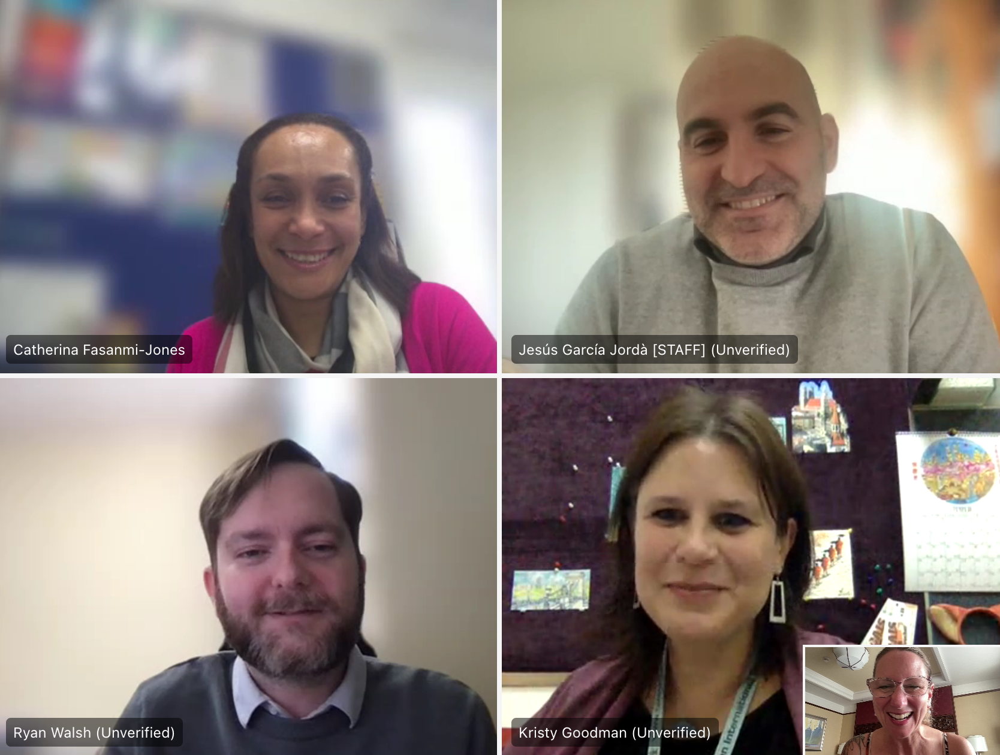 Catherina Fasanmi-Jones
Jesús García Jordà [STAFF] (Unverified)
Ryan Walsh (Unverified)
Kristy Goodman (Unverified)